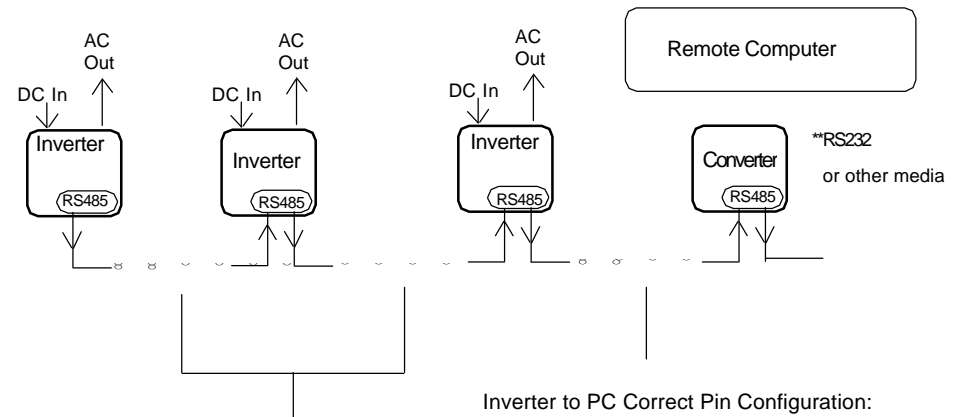 AC
Out
DC In
Inverter
RS485
AC
Out
DC In
Inverter
RS485
AC
Out
DC In
Inverter
RS485
Remote Computer
Converter
RS485
**RS232
or other media
Inverter to PC Correct Pin Configuration: